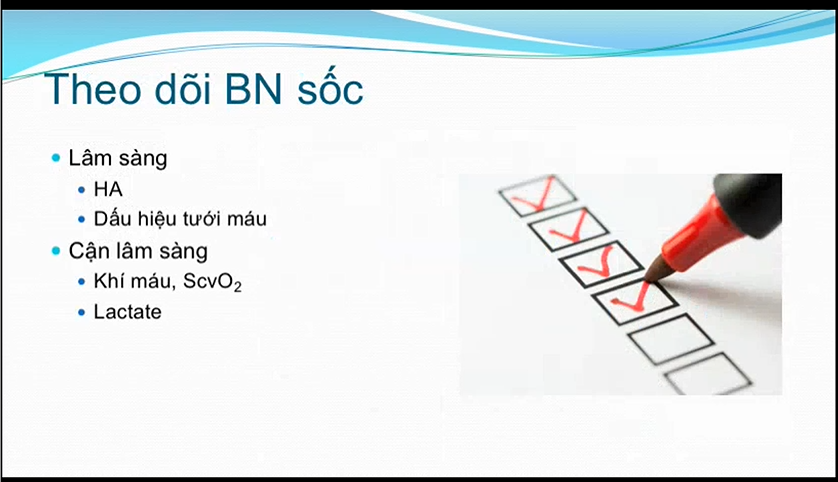 Theo dõi BN sốc
Lâm sàng
HA
Dấu hiệu tưới máu
Cận lâm sàng
Khí máu, ScvO₂
Lactate